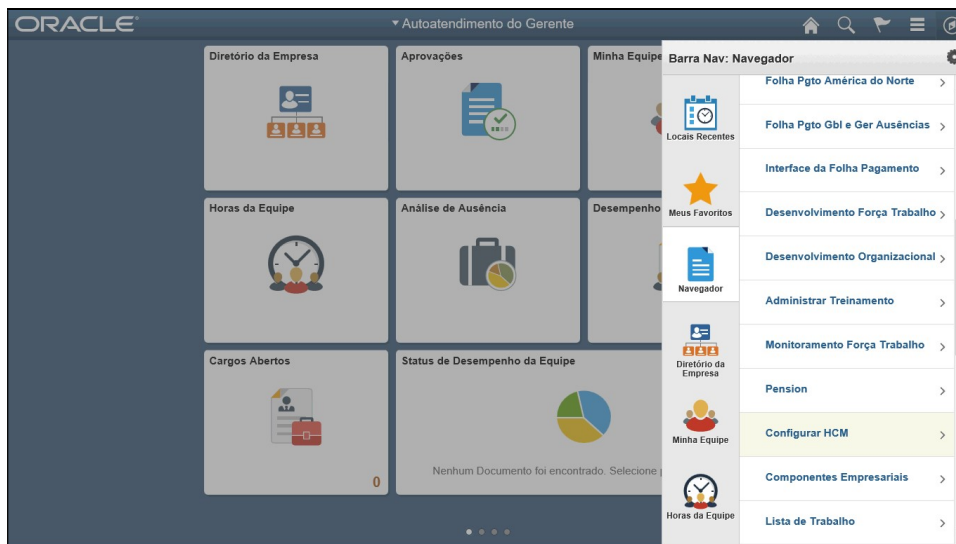 ORACLE
Autoatendimento do Gerente
Diretório da Empresa
Aprovações
Minha Equipe
Horas da Equipe
Análise de Ausência
Desempenho
Cargos Abertos
0
Status de Desempenho da Equipe
Nenhum Documento foi encontrado. Selecione
Barra Nav: Navegador
Locais Recentes
Meus Favoritos
Navegador
Diretório da
Empresa
Minha Equipe
Horas da Equipe
Folha Pgto América do Norte
Folha Pgto Gbl e Ger Ausências
Interface da Folha Pagamento
Desenvolvimento Força Trabalho
Desenvolvimento Organizacional
Administrar Treinamento
Monitoramento Força Trabalho
Pension
Configurar HCM
Componentes Empresariais
Lista de Trabalho